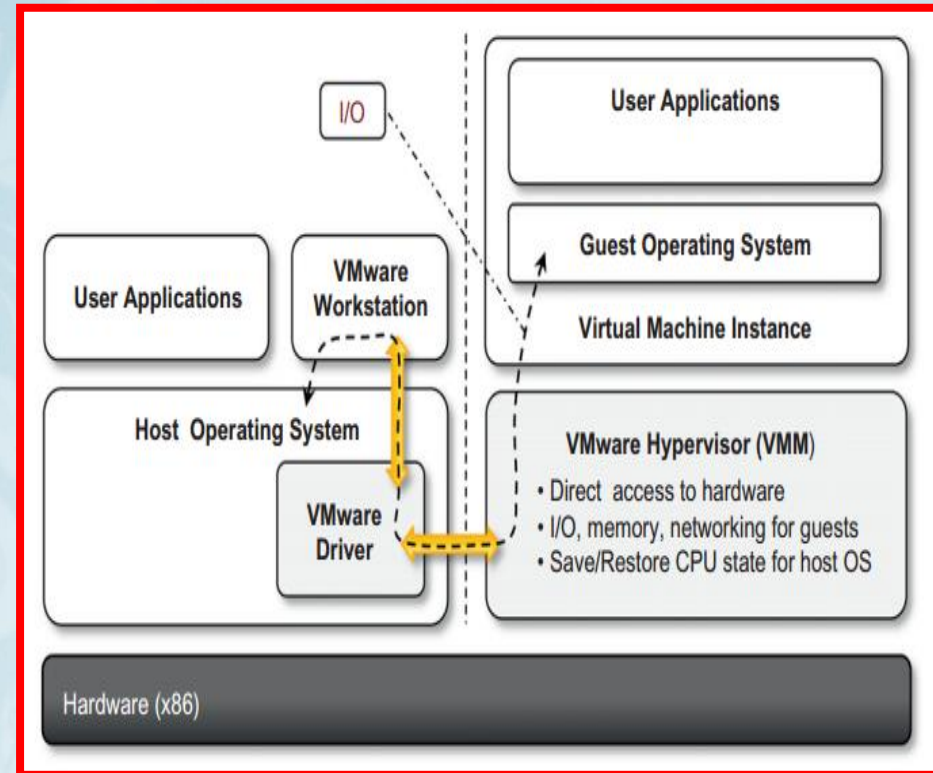 I/O
User Applications
Guest Operating System
Virtual Machine Instance
User Applications
VMware
Workstation
Host Operating System
VMware
Driver
VMware Hypervisor (VMM)
• Direct access to hardware
• I/O, memory, networking for guests
• Save/Restore CPU state for host OS
Hardware (x86)